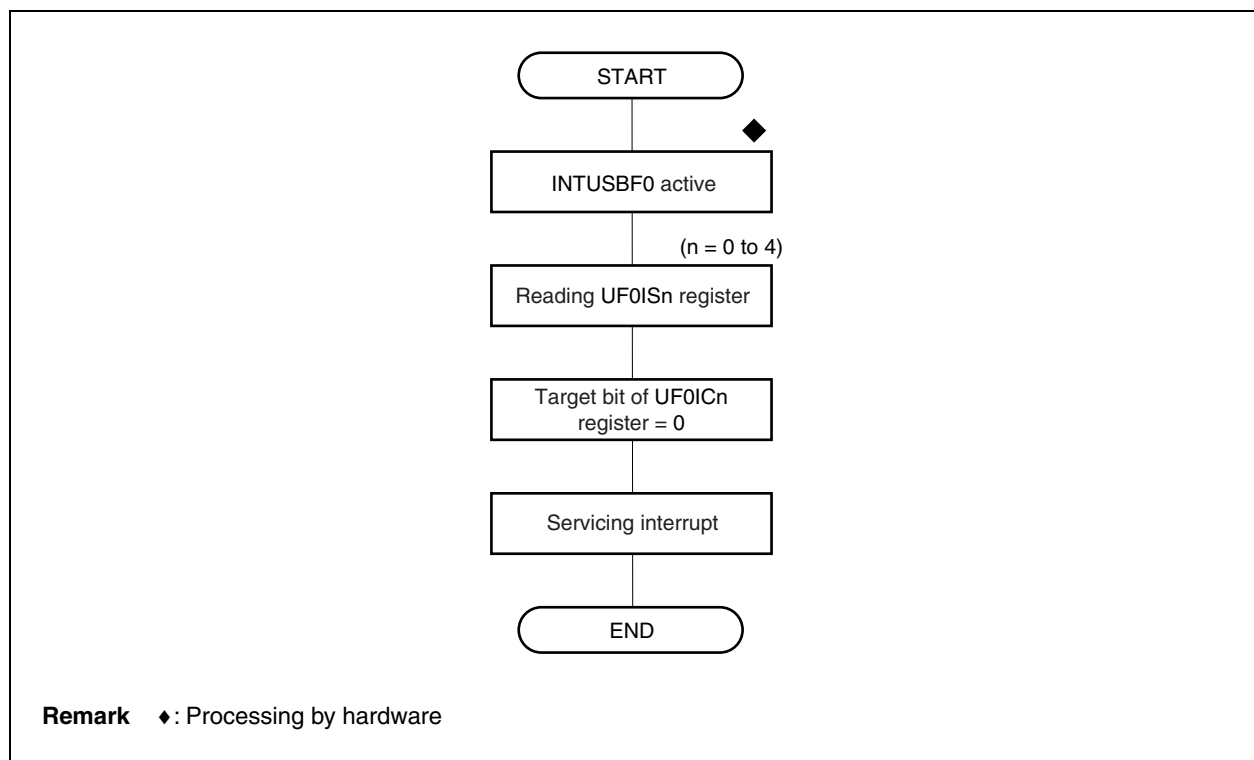 START
◆
INTUSBF0 active
(n = 0 to 4)
Reading UF0ISn register
Target bit of UF0ICn
register = 0
Servicing interrupt
END
Remark ♦: Processing by hardware